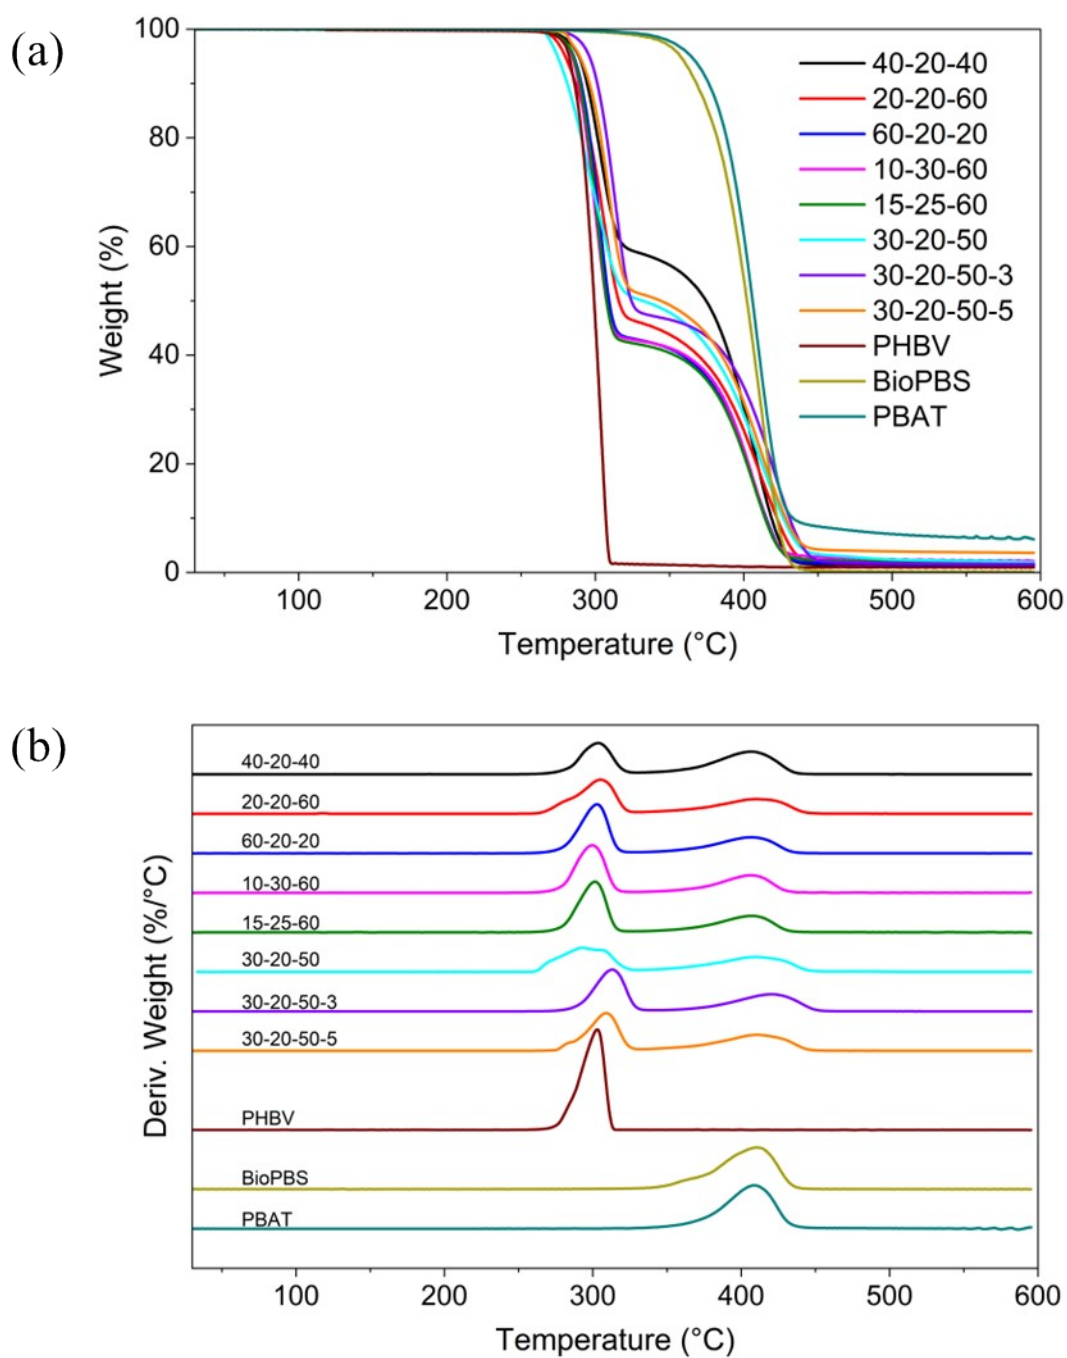 (a)
100
80
60
40
20
0
Weight (%)
40-20-40
20-20-60
60-20-20
10-30-60
15-25-60
30-20-50
30-20-50-3
30-20-50-5
PHBV
BioPBS
PBAT
100 200 300 400 500 600
Temperature (°C)
(b)
Deriv. Weight (%/°C)
40-20-40
20-20-60
60-20-20
10-30-60
15-25-60
30-20-50
30-20-50-3
30-20-50-5
PHBV
BioPBS
PBAT
100 200 300 400 500 600
Temperature (°C)